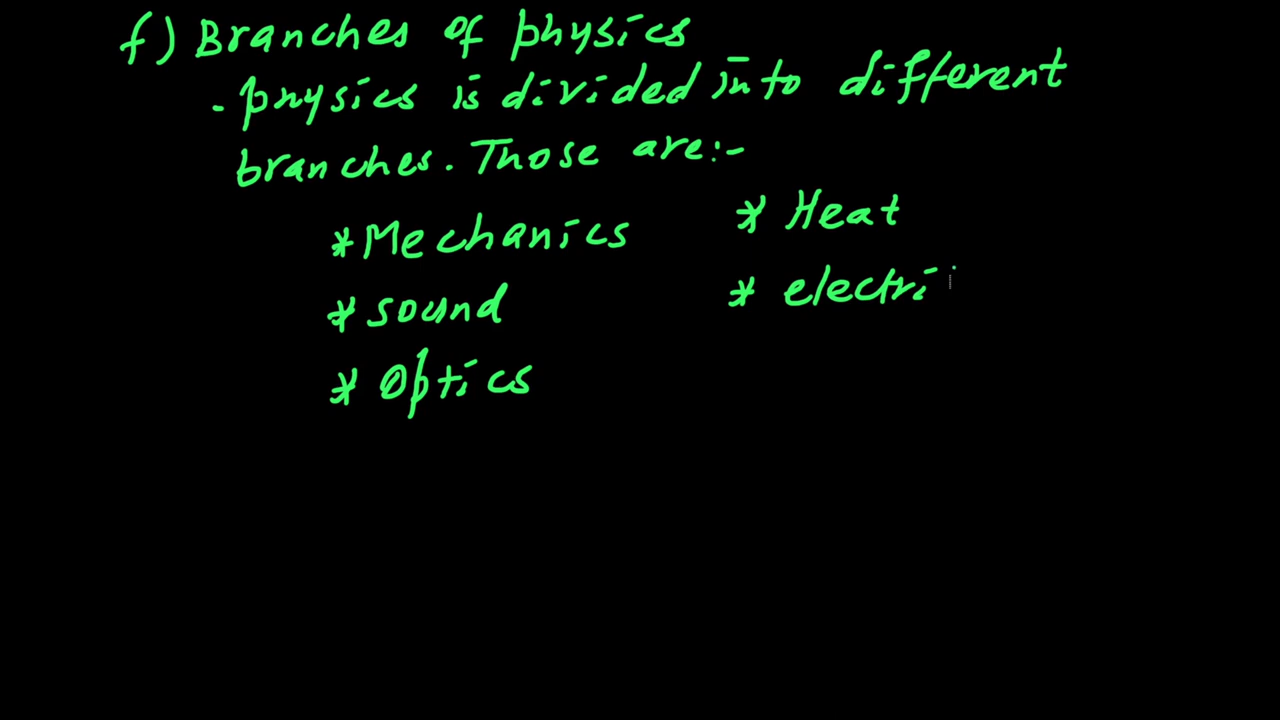 f) Branches of physics
- physics is divided into different
branches. Those are:-
* Mechanics
* sound
* Optics
* Heat
* electri